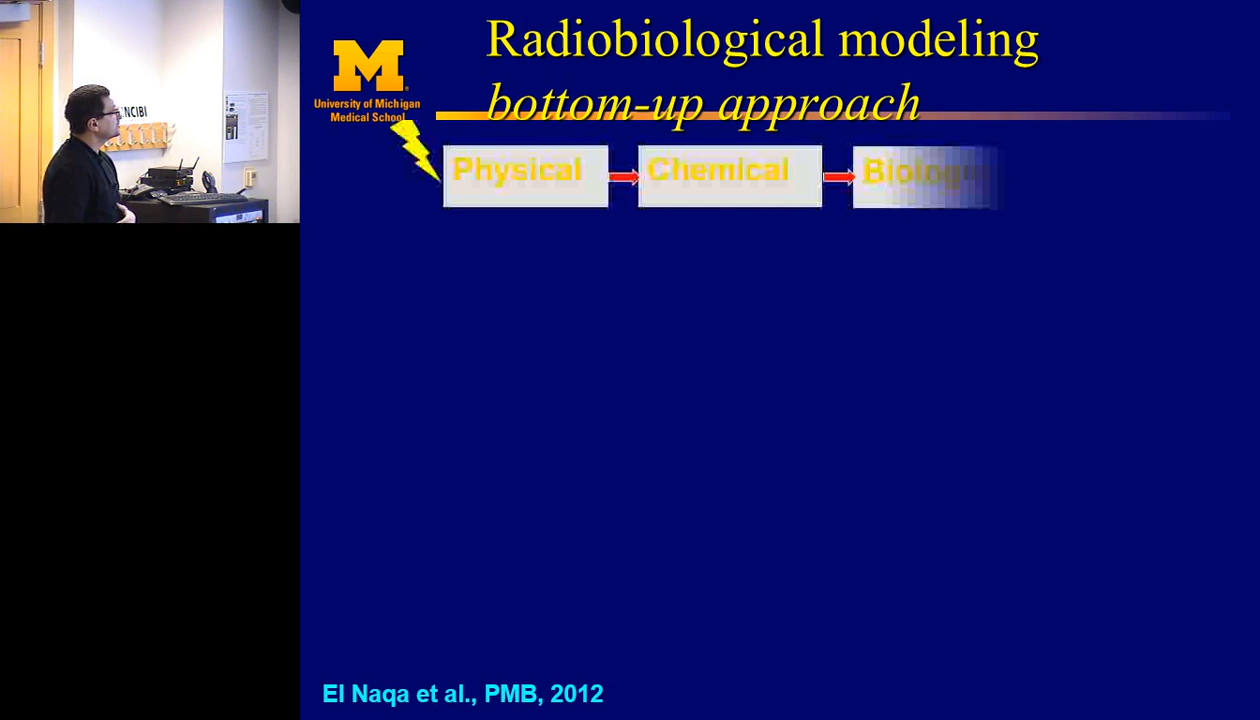 Radiobiological modeling
bottom-up approach
M
University of Michigan
Medical School
Physical
Chemical
NCIBI
El Naqa et al., PMB, 2012